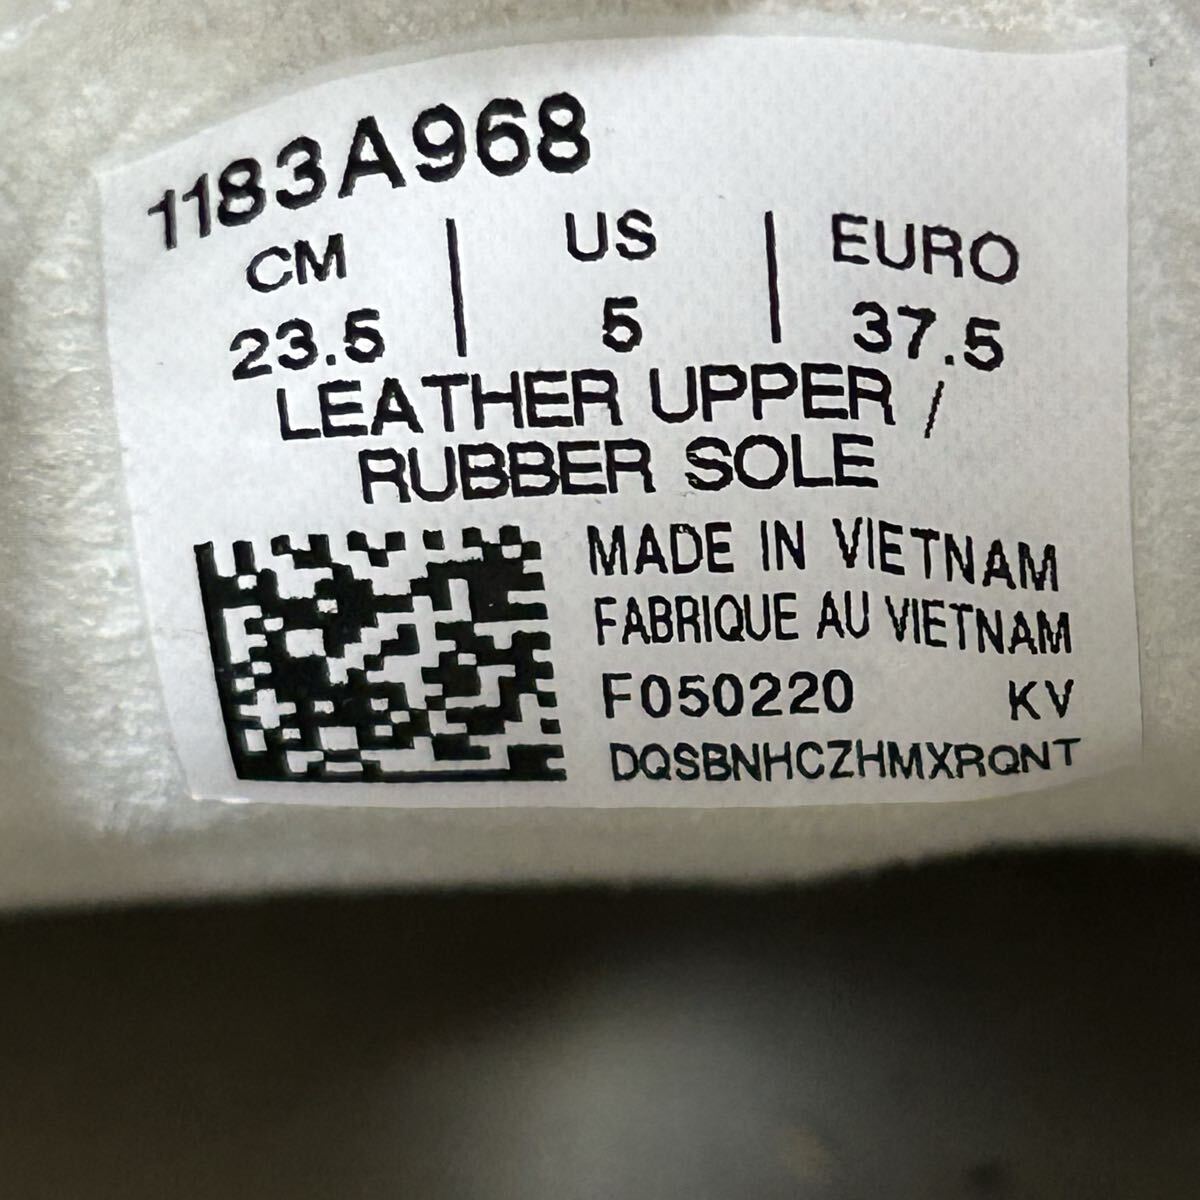 1183A968
CM | US | EURO
23.5 | 5 | 37.5
LEATHER UPPER /
RUBBER SOLE
MADE IN VIETNAM
FABRIQUE AU VIETNAM
F050220 KV
DQSBNHCZHMXRQNT